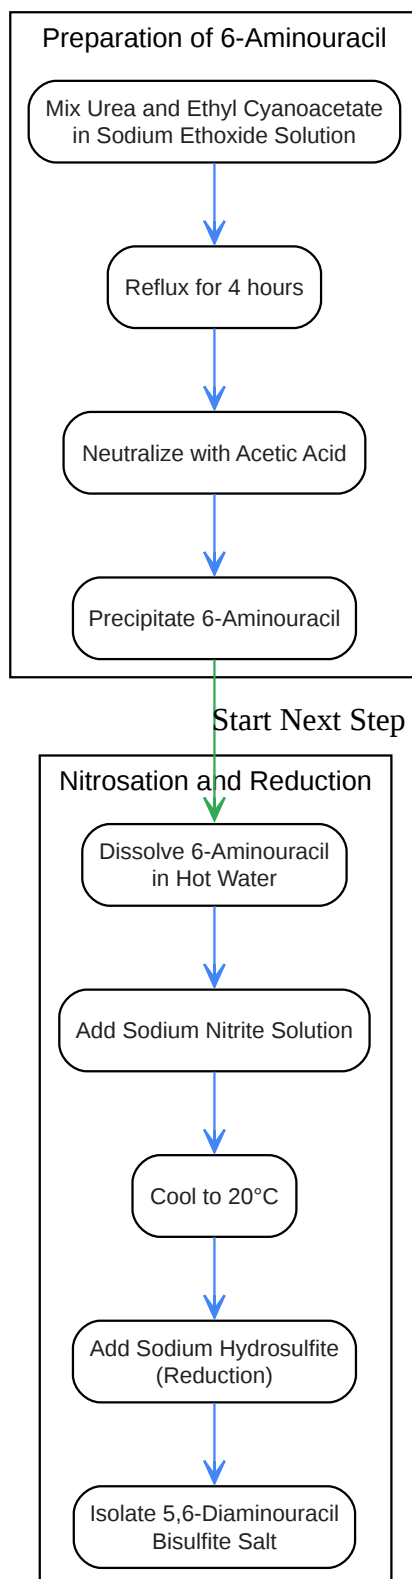 Preparation of 6-Aminouracil
Mix Urea and Ethyl Cyanoacetate
in Sodium Ethoxide Solution
Reflux for 4 hours
Neutralize with Acetic Acid
Precipitate 6-Aminouracil
Start Next Step
Nitrosation and Reduction
Dissolve 6-Aminouracil
in Hot Water
Add Sodium Nitrite Solution
Cool to 20°C
Add Sodium Hydrosulfite
(Reduction)
Isolate 5,6-Diaminouracil
Bisulfite Salt